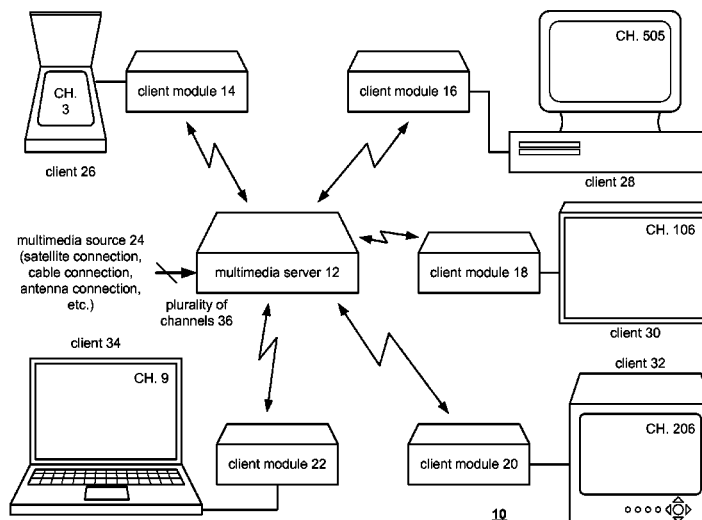 CH.
3
client module 14
client 26
client module 16
CH. 505
client 28
multimedia source 24
(satellite connection,
cable connection,
antenna connection,
etc.)
plurality of
channels 36
multimedia server 12
client module 18
CH. 106
client 30
client 34
CH. 9
client module 22
client module 20
client 32
CH. 206
10